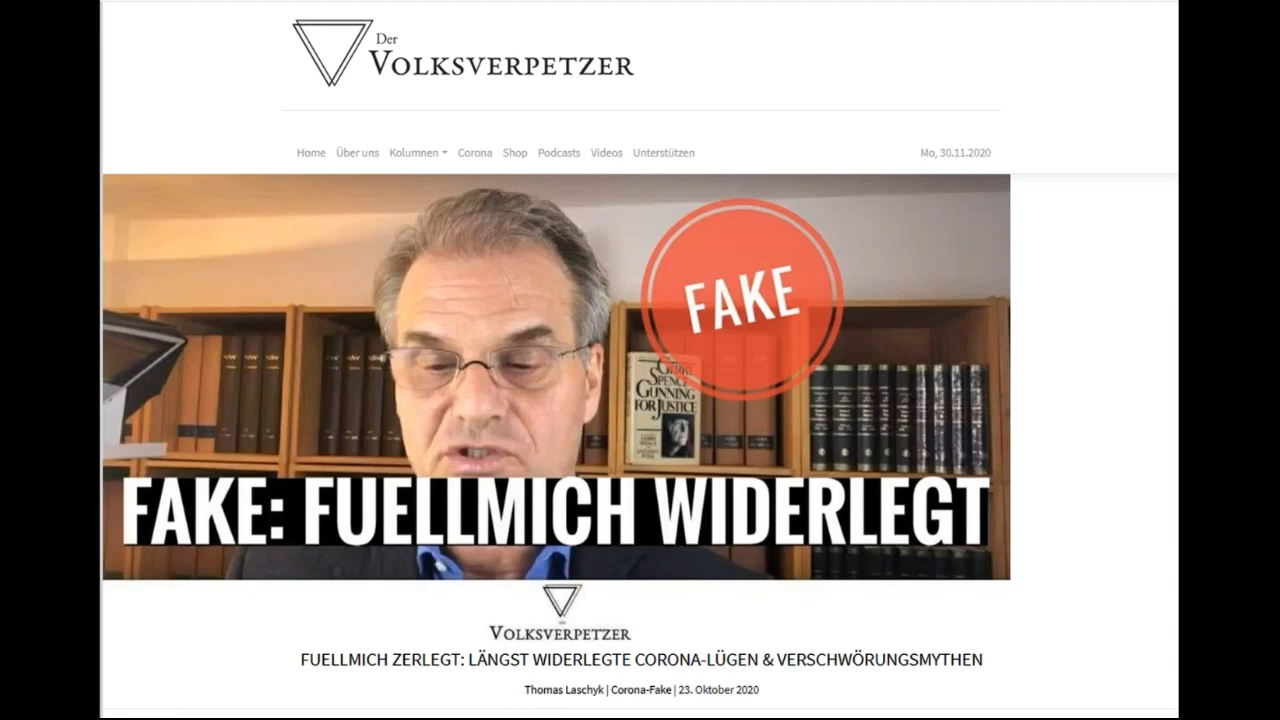 Der
VOLKSVERPETZER
Home Über uns Kolumnen Corona Shop Podcasts Videos Unterstützen Mo, 30.11.2020
FAKE
GERRY
SPENCE
GUNNING
FOR JUSTICE
FAKE: FUELLMICH WIDERLEGT
VOLKSVERPETZER
FUELLMICH ZERLEGT: LÄNGST WIDERLEGTE CORONA-LÜGEN & VERSCHWÖRUNGSMYTHEN
Thomas Laschyk | Corona-Fake | 23. Oktober 2020